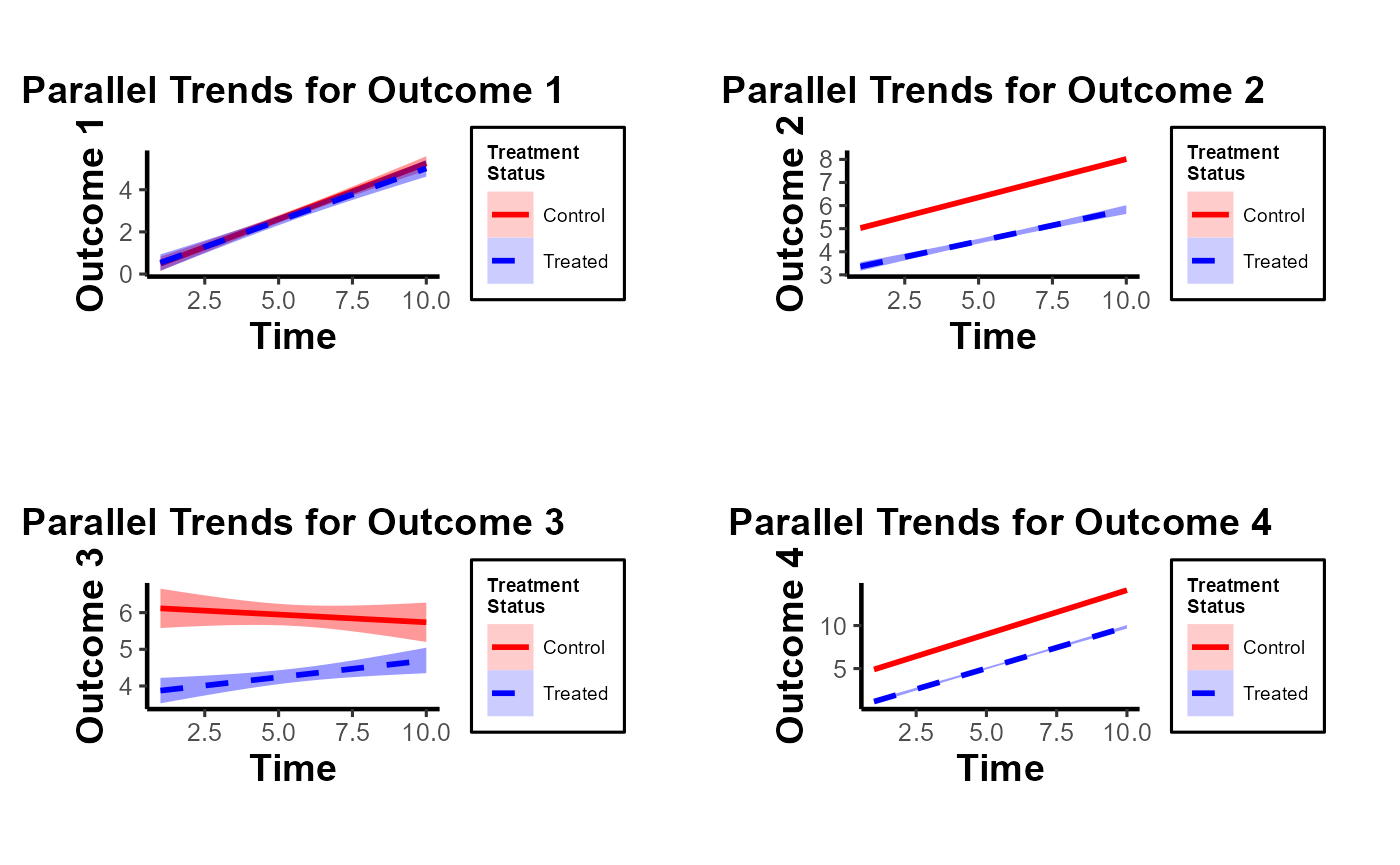 Parallel Trends for Outcome 1
Outcome 1
4
2
0
2.5 5.0 7.5 10.0
Time
Treatment
Status
Control
Treated
Parallel Trends for Outcome 2
Outcome 2
8
7
6
5
4
3
2.5 5.0 7.5 10.0
Time
Treatment
Status
Control
Treated
Parallel Trends for Outcome 3
Outcome 3
6
5
4
2.5 5.0 7.5 10.0
Time
Treatment
Status
Control
Treated
Parallel Trends for Outcome 4
Outcome 4
10
5
2.5 5.0 7.5 10.0
Time
Treatment
Status
Control
Treated